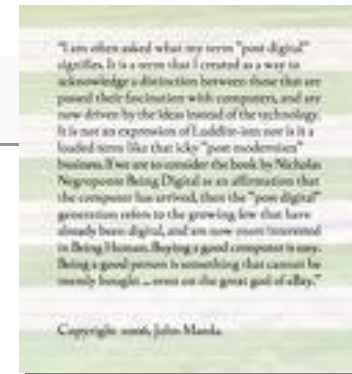 "I am often asked what my term "post digital"
signifies. It is a term that I created as a way to
acknowledge a distinction between those that are
passed their fascination with computers, and are
now driven by the ideas instead of the technology.
It is not an expression of Luddite-ism nor is it a
loaded term like that icky "post modernism"
business. If we are to consider the book by Nicholas
Negroponte Being Digital as an affirmation that
the computer has arrived, then the "post digital"
generation refers to the growing few that have
already been digital, and are now more interested
in Being Human. Buying a good computer is easy.
Being a good person is something that cannot be
merely bought ... even on the great god of eBay."
Copyright 2006, John Maeda.